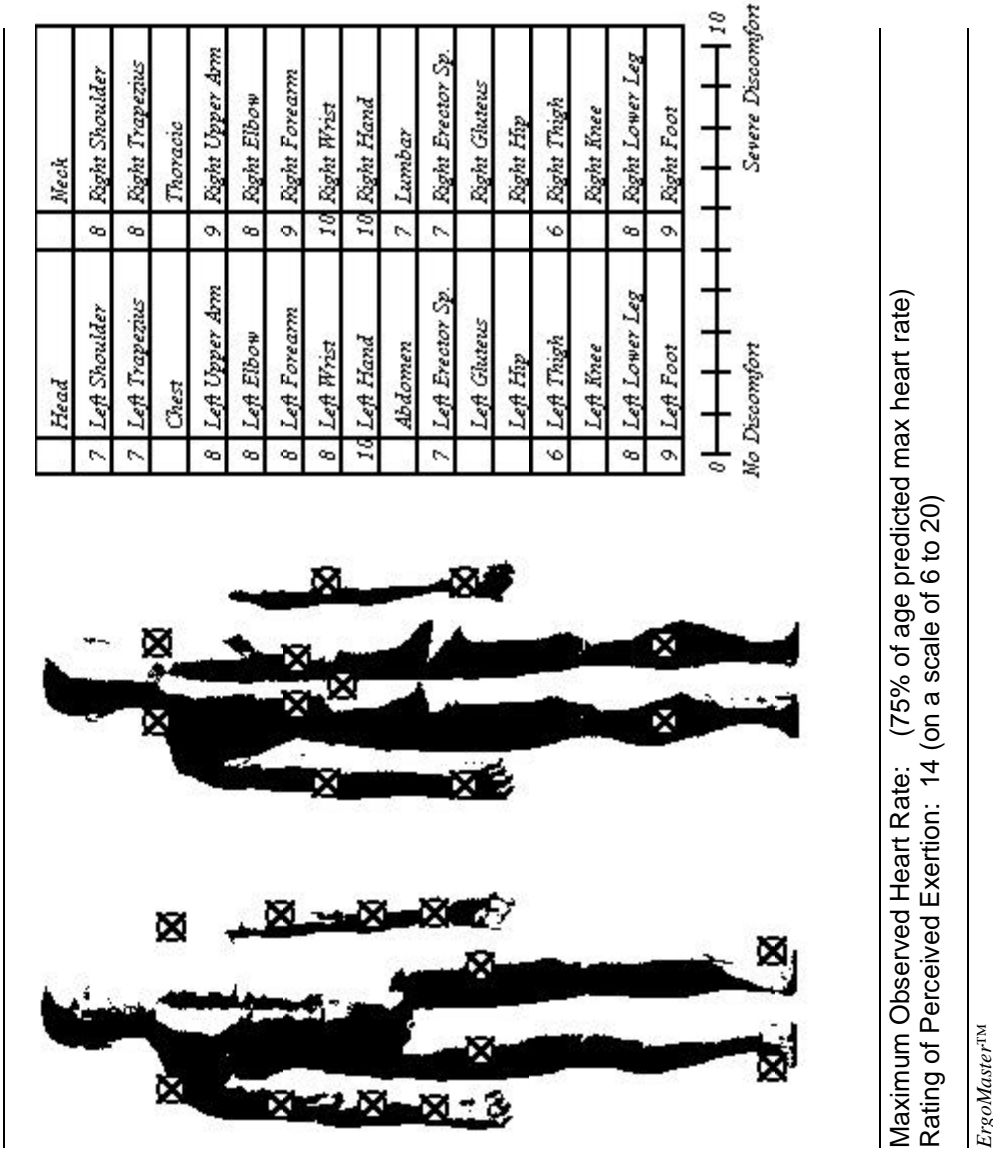 Head Neck
7 Left Shoulder 8 Right Shoulder
7 Left Trapezius 8 Right Trapezius
Chest Thoracic
8 Left Upper Arm 9 Right Upper Arm
8 Left Elbow 8 Right Elbow
8 Left Forearm 9 Right Forearm
8 Left Wrist 10 Right Wrist
10 Left Hand 10 Right Hand
Abdomen 7 Lumbar
7 Left Erector Sp. 7 Right Erector Sp.
Left Gluteus Right Gluteus
Left Hip Right Hip
6 Left Thigh 6 Right Thigh
Left Knee Right Knee
8 Left Lower Leg 8 Right Lower Leg
9 Left Foot 9 Right Foot
0 10
No Discomfort Severe Discomfort
Maximum Observed Heart Rate: (75% of age predicted max heart rate)
Rating of Perceived Exertion: 14 (on a scale of 6 to 20)
ErgoMaster™